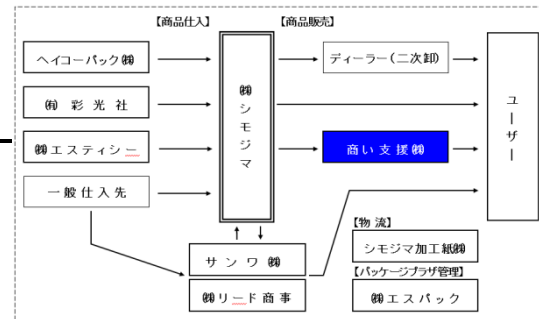 【商品仕入】
【商品販売】
ヘイコーパック㈱
㈲ 彩光社
㈱エスティシー
一般仕入先
㈱シモジマ
ディーラー(二次卸)
商い支援㈱
ユーザー
サンワ㈱
㈱リード商事
【物流】
シモジマ加工紙㈱
【パッケージプラザ管理】
㈱エスパック